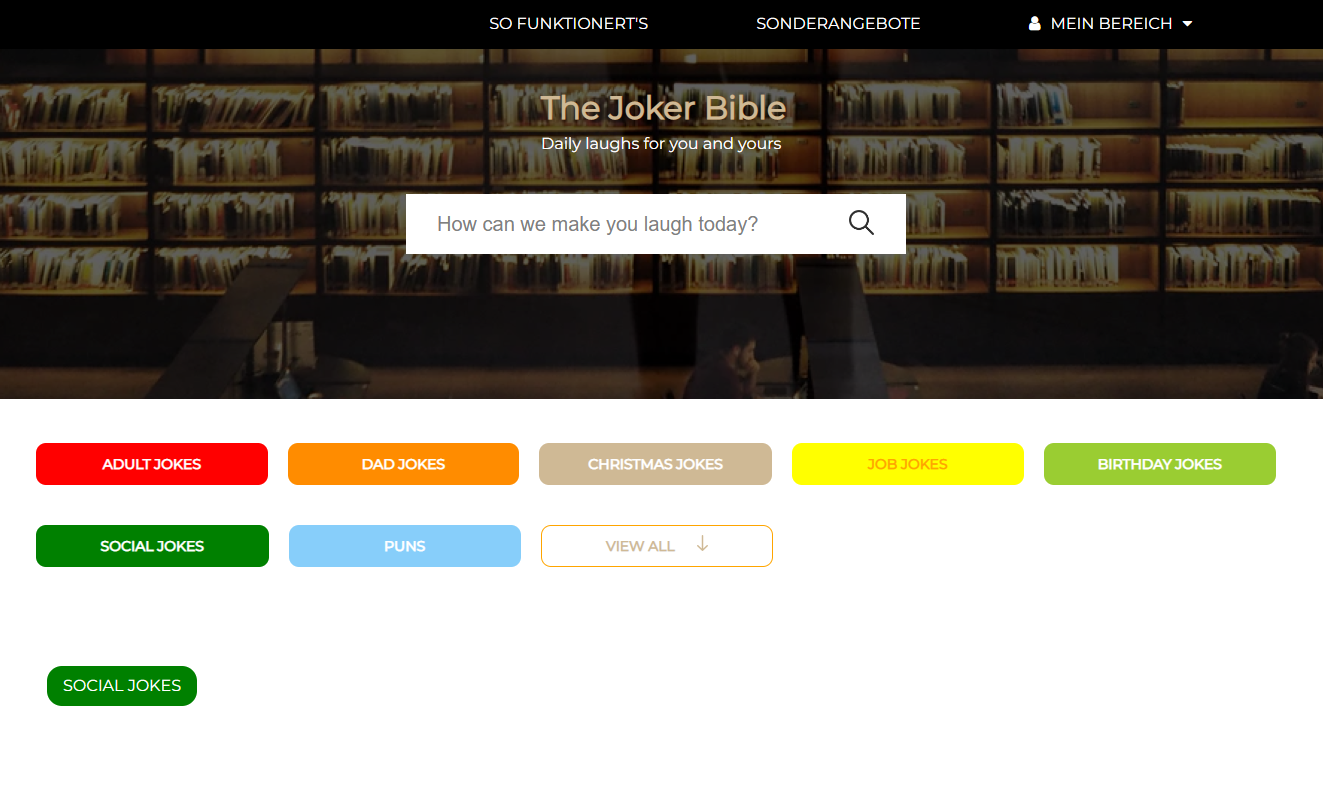 SO FUNKTIONERT'S SONDERANGEBOTE MEIN BEREICH
The Joker Bible
Daily laughs for you and yours
How can we make you laugh today?
ADULT JOKES DAD JOKES CHRISTMAS JOKES JOB JOKES BIRTHDAY JOKES
SOCIAL JOKES PUNS VIEW ALL
SOCIAL JOKES